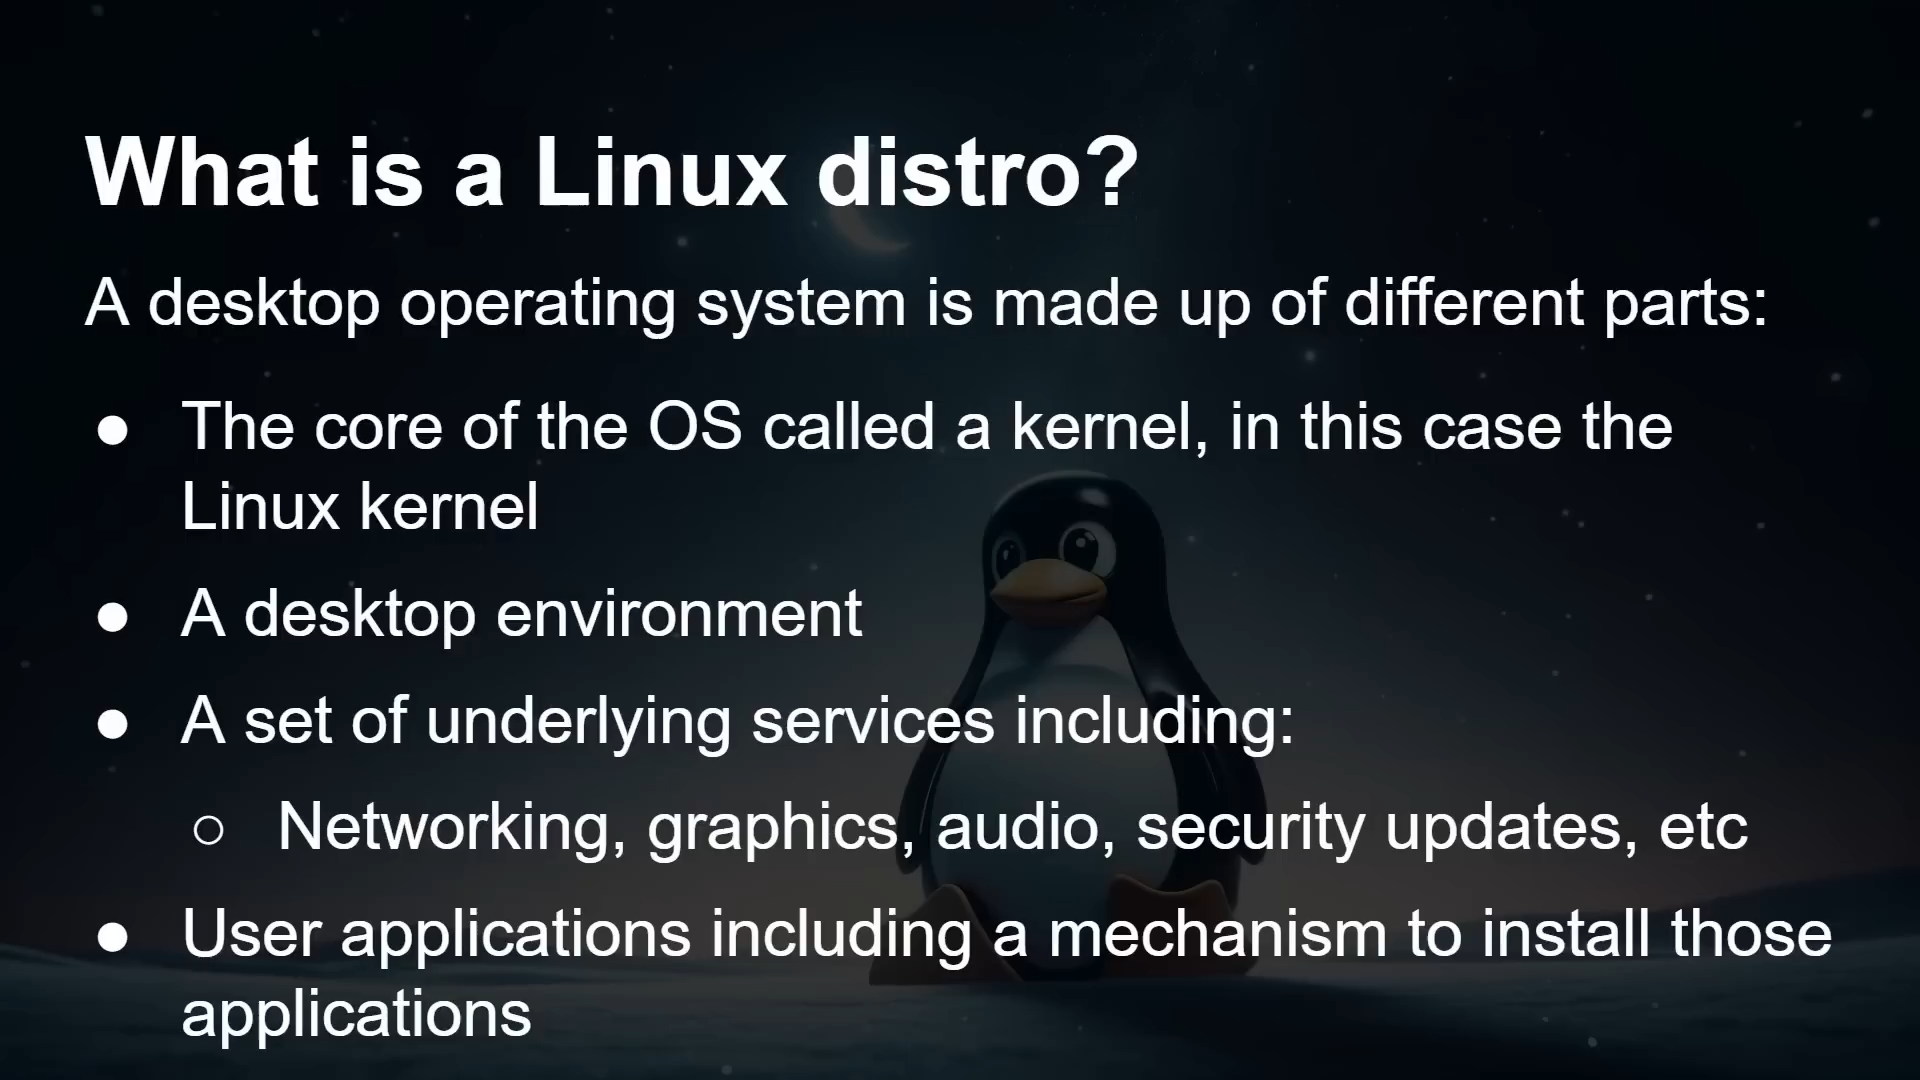 What is a Linux distro?
A desktop operating system is made up of different parts:
● The core of the OS called a kernel, in this case the
Linux kernel
● A desktop environment
● A set of underlying services including:
○ Networking, graphics, audio, security updates, etc
● User applications including a mechanism to install those
applications